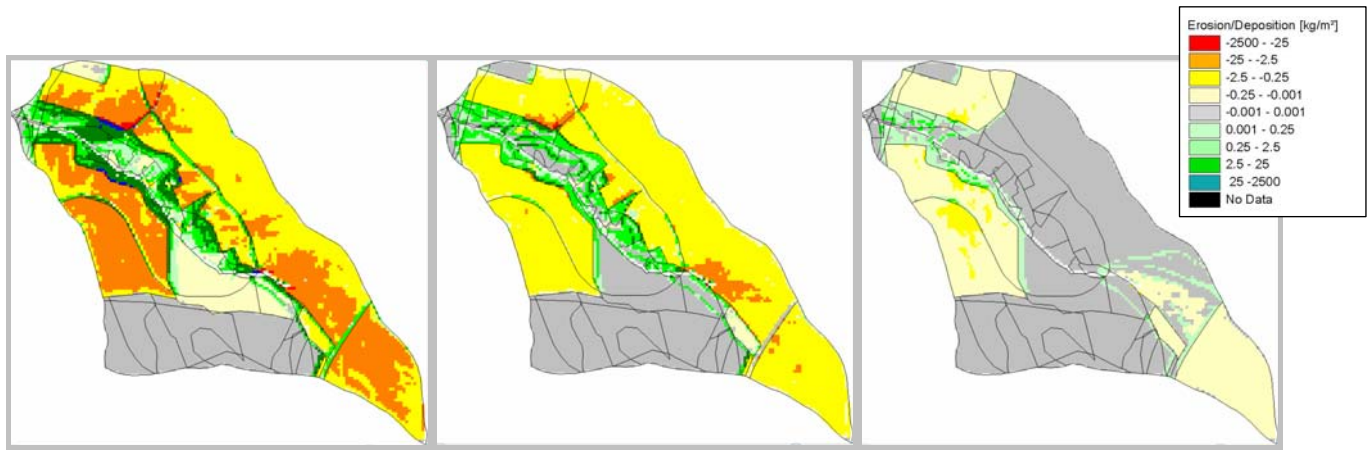 Erosion/Deposition [kg/m²]
-2500 - -25
-25 - -2.5
-2.5 - -0.25
-0.25 - -0.001
-0.001 - 0.001
0.001 - 0.25
0.25 - 2.5
2.5 - 25
25 -2500
No Data